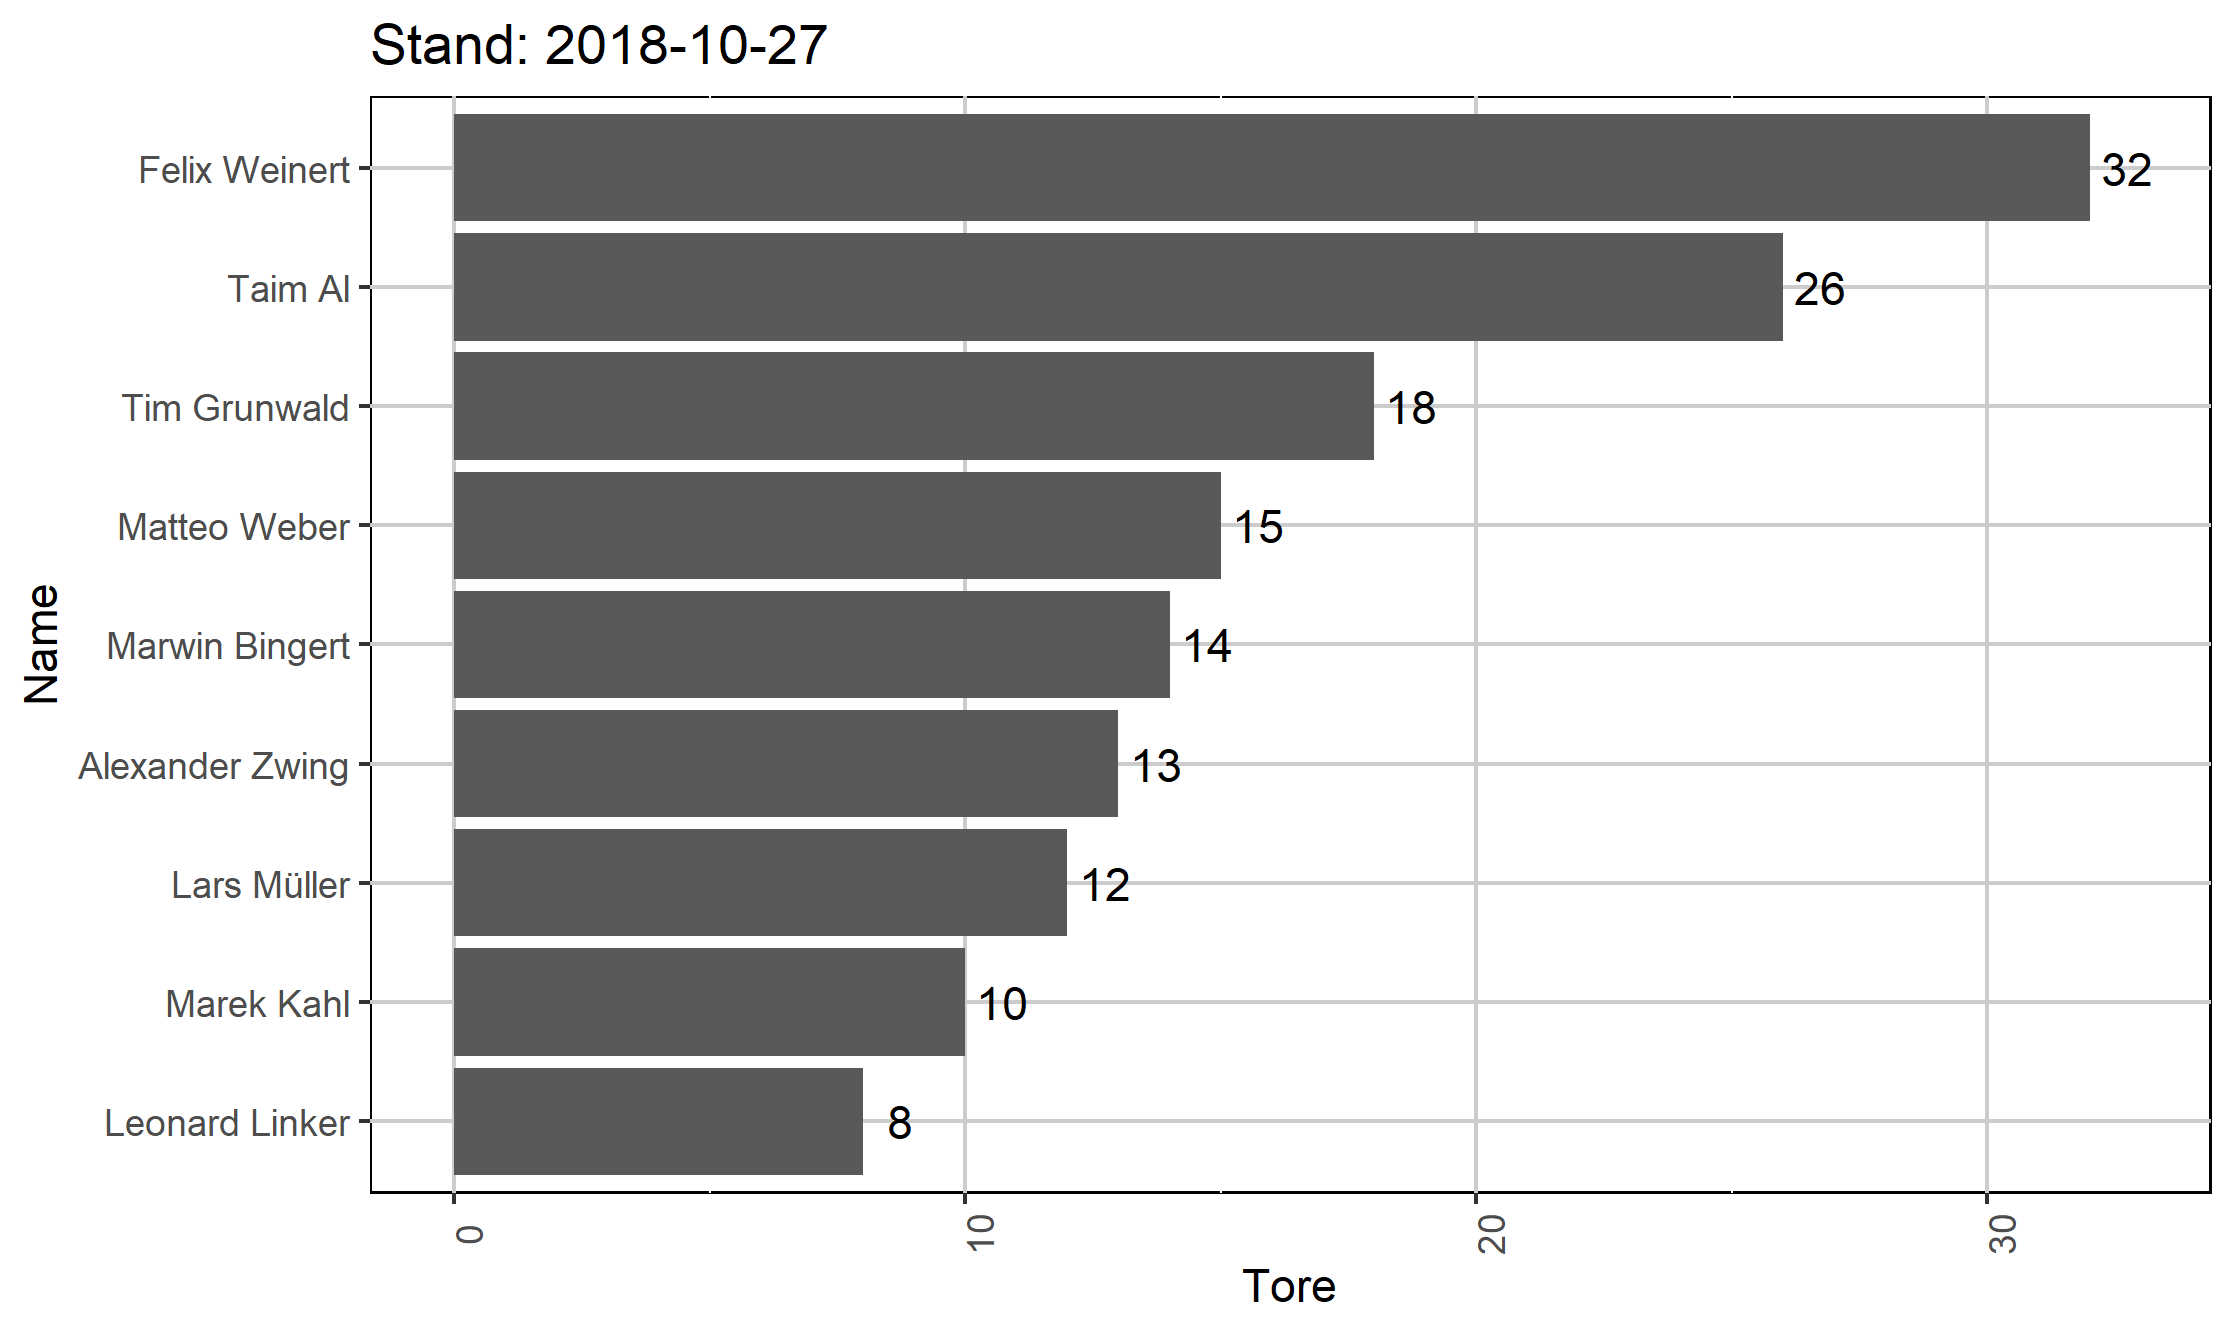 Stand: 2018-10-27
Name
Felix Weinert 32
Taim Al 26
Tim Grunwald 18
Matteo Weber 15
Marwin Bingert 14
Alexander Zwing 13
Lars Müller 12
Marek Kahl 10
Leonard Linker 8
0 10 20 30
Tore